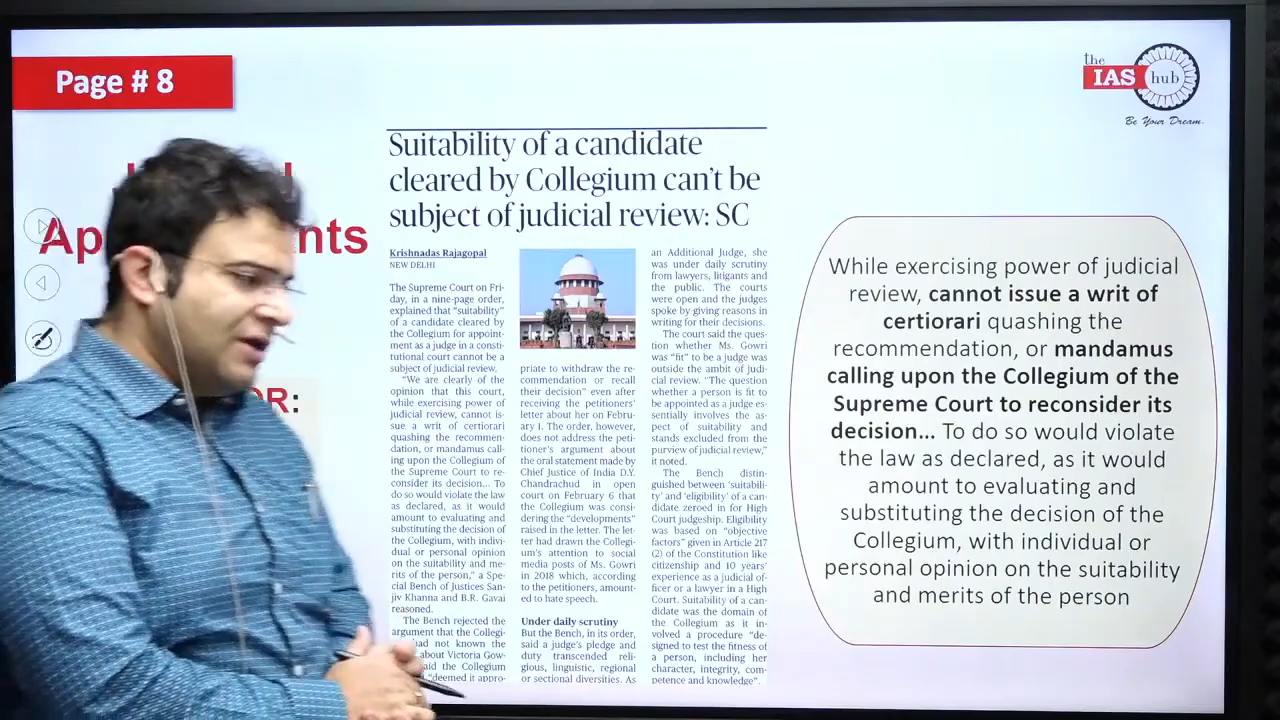 Page # 8
the
IAS hub
Be Your Dream.
Suitability of a candidate
cleared by Collegium can't be
subject of judicial review: SC
Krishnadas Rajagopal
NEW DELHI
The Supreme Court on Fri-
day, in a nine-page order,
explained that “suitability”
of a candidate cleared by
the Collegium for appoint-
ment as a judge in a consti-
tutional court cannot be a
subject of judicial review.
“We are clearly of the
opinion that this court,
while exercising power of
judicial review, cannot is-
sue a writ of certiorari
quashing the recommen-
dation, or mandamus call-
ing upon the Collegium of
the Supreme Court to re-
consider its decision... To
do so would violate the law
as declared, as it would
amount to evaluating and
substituting the decision of
the Collegium, with indivi-
dual or personal opinion
on the suitability and me-
rits of the person,” a Spe-
cial Bench of Justices San-
jiv Khanna and B.R. Gavai
reasoned.
The Bench rejected the
argument that the Collegi-
had not known the
about Victoria Gow-
the Collegium
“deemed it appro-
priate to withdraw the re-
commendation or recall
their decision” even after
receiving the petitioners'
letter about her on Febru-
ary 1. The order, however,
does not address the peti-
tioner's argument about
the oral statement made by
Chief Justice of India D.Y.
Chandrachud in open
court on February 6 that
the Collegium was consi-
dering the “developments”
raised in the letter. The let-
ter had drawn the Collegi-
um's attention to social
media posts of Ms. Gowri
in 2018 which, according
to the petitioners, amount-
ed to hate speech.
Under daily scrutiny
But the Bench, in its order,
said a judge's pledge and
duty transcended reli-
gious, linguistic, regional
or sectional diversities. As
an Additional Judge, she
was under daily scrutiny
from lawyers, litigants and
the public. The courts
were open and the judges
spoke by giving reasons in
writing for their decisions.
The court said the ques-
tion whether Ms. Gowri
was “fit” to be a judge was
outside the ambit of judi-
cial review. “The question
whether a person is fit to
be appointed as a judge es-
sentially involves the as-
pect of suitability and
stands excluded from the
purview of judicial review,”
it noted.
The Bench distin-
guished between ‘suitabili-
ty’ and ‘eligibility’ of a can-
didate zeroed in for High
Court judgeship. Eligibility
was based on “objective
factors” given in Article 217
(2) of the Constitution like
citizenship and 10 years'
experience as a judicial of-
ficer or a lawyer in a High
Court. Suitability of a can-
didate was the domain of
the Collegium as it in-
volved a procedure “de-
signed to test the fitness of
a person, including her
character, integrity, com-
petence and knowledge”.
While exercising power of judicial
review, cannot issue a writ of
certiorari quashing the
recommendation, or mandamus
calling upon the Collegium of the
Supreme Court to reconsider its
decision... To do so would violate
the law as declared, as it would
amount to evaluating and
substituting the decision of the
Collegium, with individual or
personal opinion on the suitability
and merits of the person